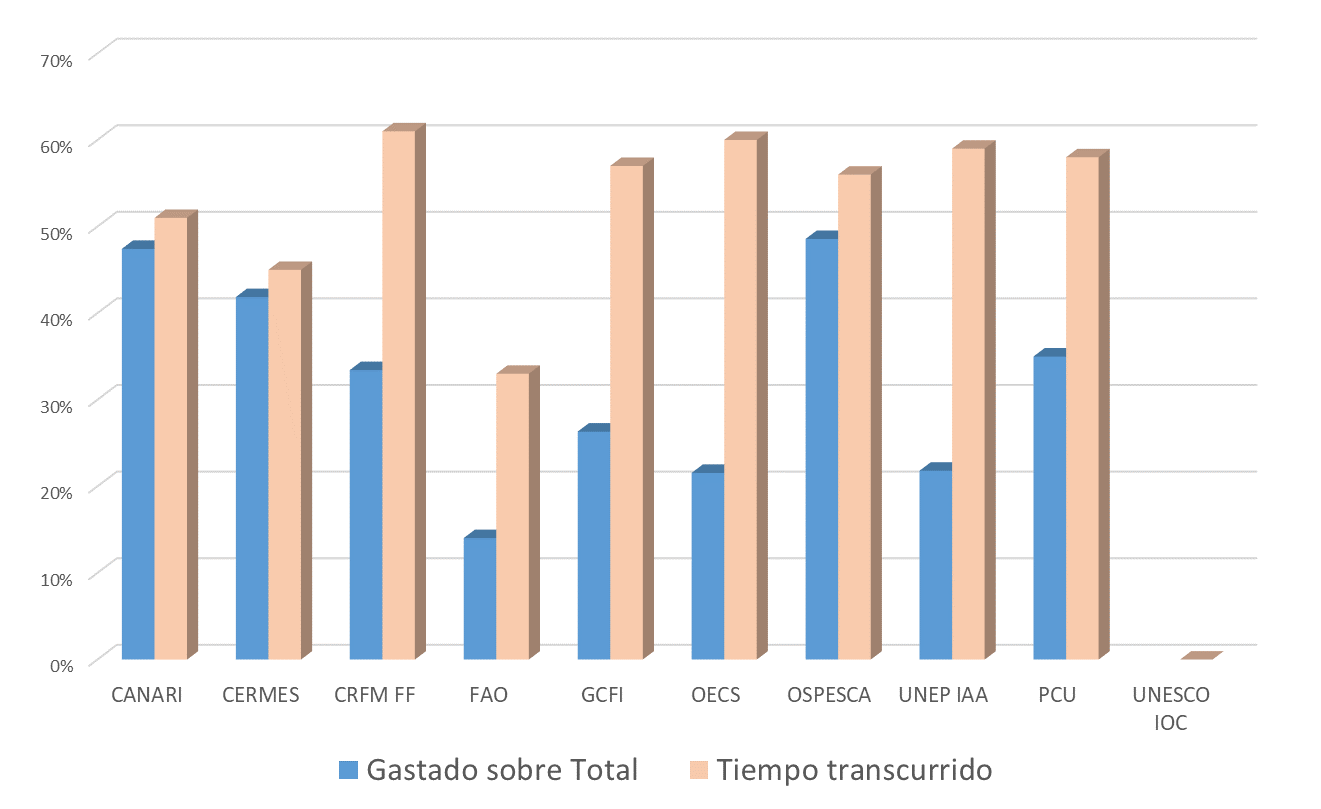 70%
60%
50%
40%
30%
20%
10%
0%
CANARI CERMES CRFM FF FAO GCFI OECS OSPESCA UNEP IAA PCU UNESCO
IOC
Gastado sobre Total Tiempo transcurrido